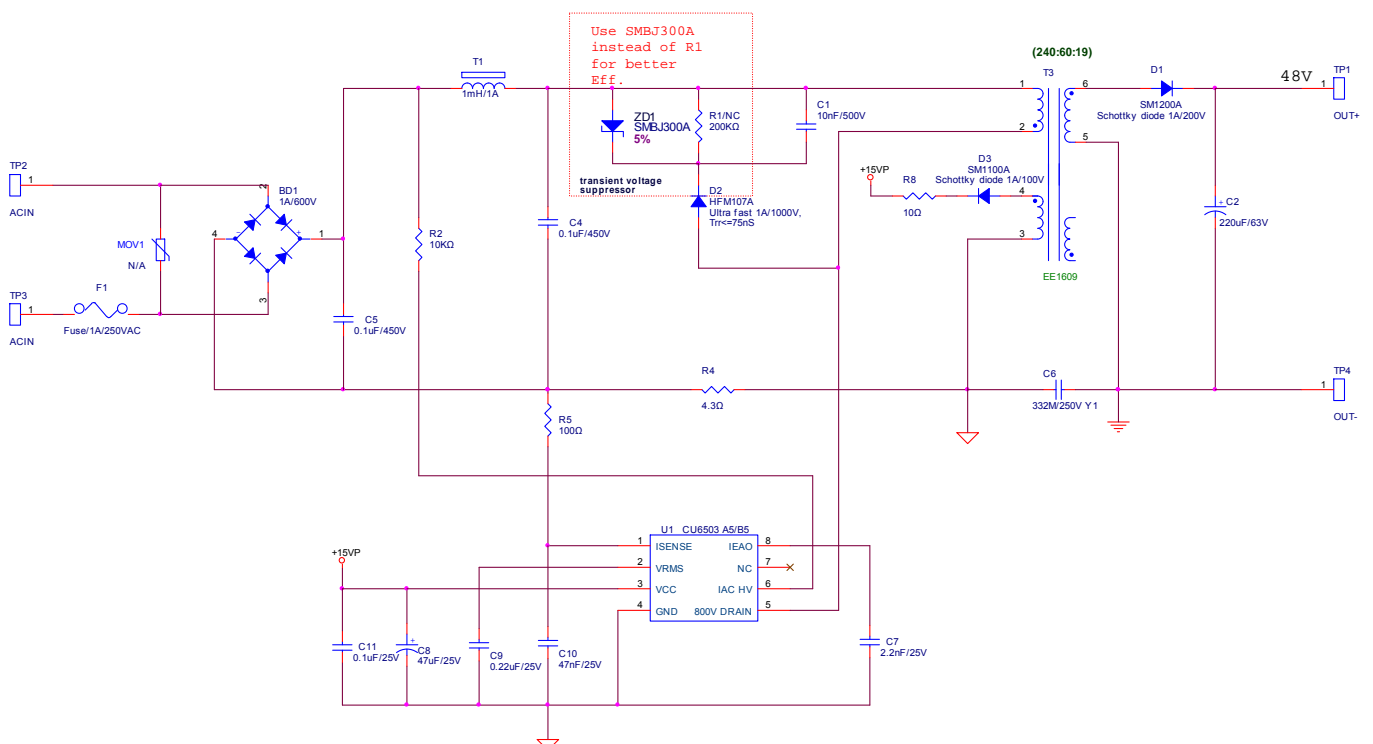 Use SMBJ300A
instead of R1
for better
Eff.
(240:60:19)
T1
1mH/1A
ZD1
SMBJ300A
5%
R1/NC
200KΩ
C1
10nF/500V
transient voltage
suppressor
D2
HFM107A
Ultra fast 1A/1000V,
Trr<=75nS
1
2
T3
6
5
4
3
EE1609
D1
SM1200A
Schottky diode 1A/200V
48V
1
TP1
OUT+
+15VP
R8
10Ω
D3
SM1100A
Schottky diode 1A/100V
+
C2
220uF/63V
TP2
1
ACIN
MOV1
N/A
TP3
1
ACIN
F1
Fuse/1A/250VAC
BD1
1A/600V
2
4
-
+
1
3
R2
10KΩ
C4
0.1uF/450V
C5
0.1uF/450V
R4
4.3Ω
C6
332M/250V Y1
1
TP4
OUT-
R5
100Ω
U1 CU6503 A5/B5
1
ISENSE
IEAO
8
2
VRMS
NC
7
3
VCC
IAC HV
6
4
GND
800V DRAIN
5
+15VP
C11
0.1uF/25V
+
C8
47uF/25V
C9
0.22uF/25V
C10
47nF/25V
C7
2.2nF/25V